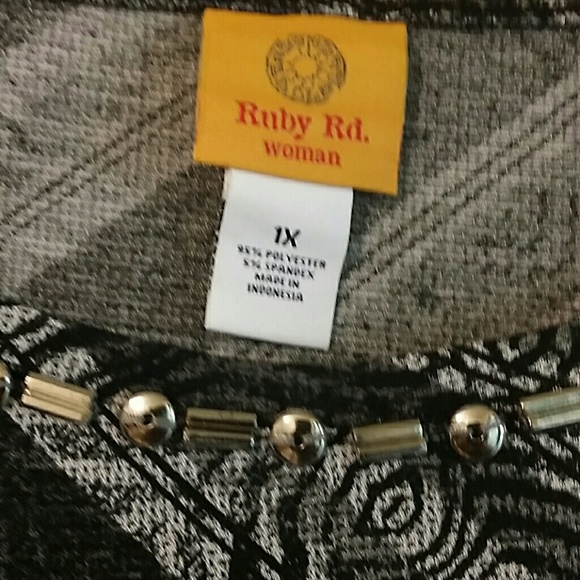 Ruby Rd.
woman
1X
95% POLYESTER
5% SPANDEX
MADE IN
INDONESIA